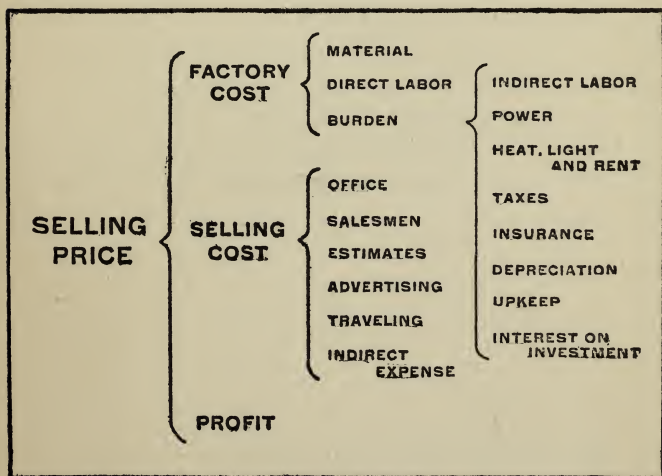 SELLING
PRICE
FACTORY
COST
MATERIAL
DIRECT LABOR
BURDEN
INDIRECT LABOR
POWER
HEAT, LIGHT
AND RENT
TAXES
INSURANCE
DEPRECIATION
UPKEEP
INTEREST ON
INVESTMENT
SELLING
COST
OFFICE
SALESMEN
ESTIMATES
ADVERTISING
TRAVELING
INDIRECT
EXPENSE
PROFIT